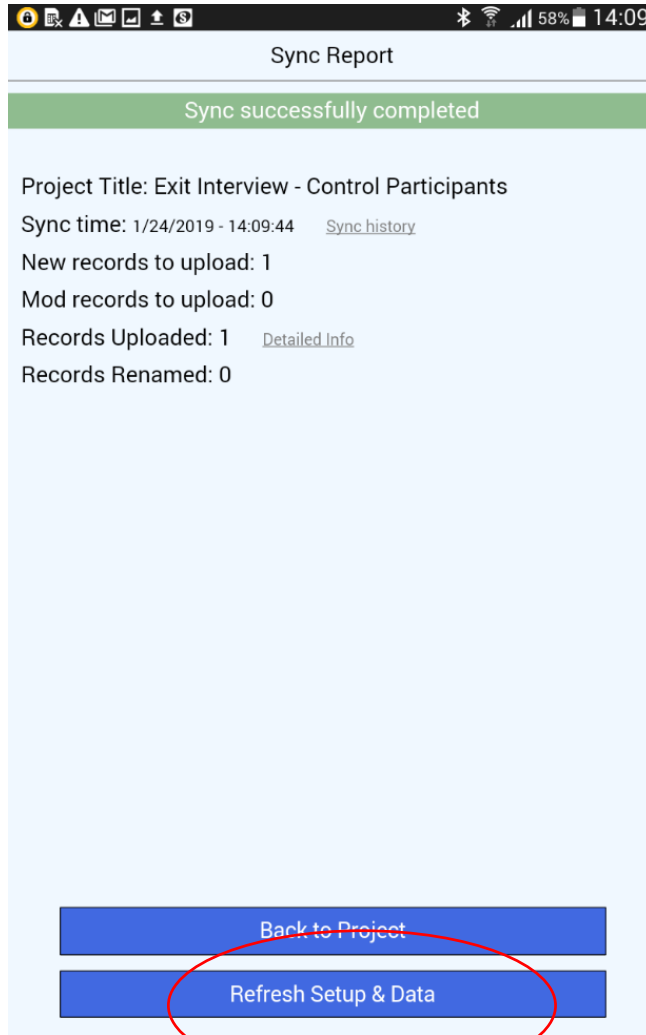 58% 14:09
Sync Report
Sync successfully completed
Project Title: Exit Interview - Control Participants
Sync time: 1/24/2019 - 14:09:44 Sync history
New records to upload: 1
Mod records to upload: 0
Records Uploaded: 1 Detailed Info
Records Renamed: 0
Back to Project
Refresh Setup & Data